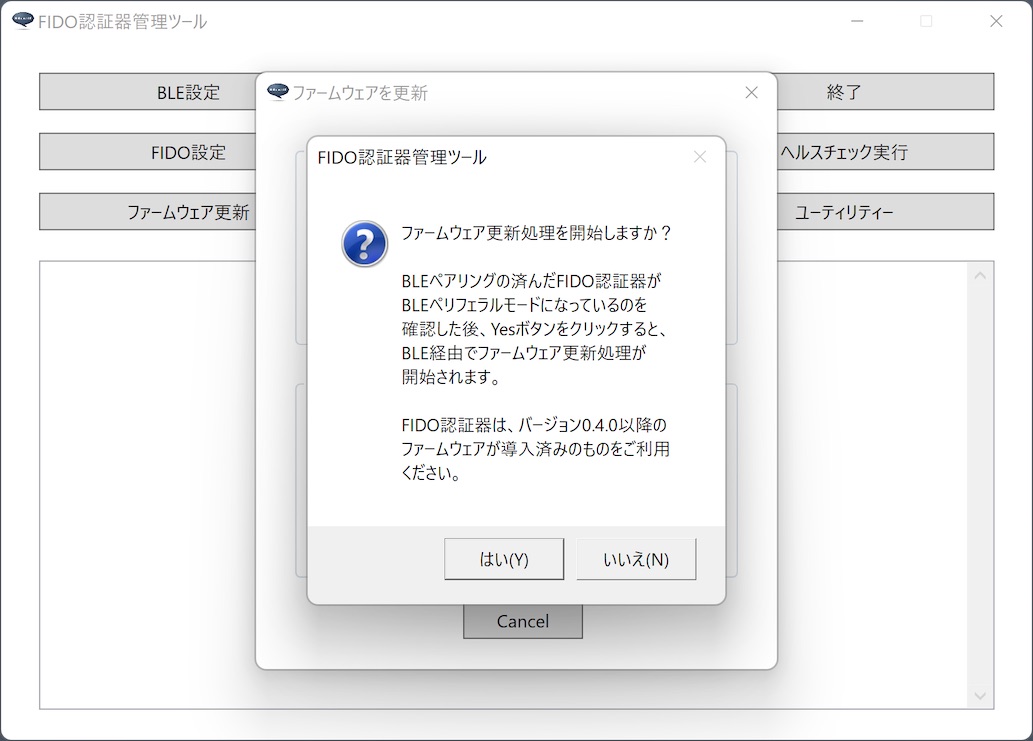 FIDO認証器管理ツール
BLE設定
終了
FIDO設定
ヘルスチェック実行
ファームウェア更新
ユーティリティー
ファームウェアを更新
FIDO認証器管理ツール
ファームウェア更新処理を開始しますか？
BLEペアリングの済んだFIDO認証器が
BLEペリフェラルモードになっているのを
確認した後、Yesボタンをクリックすると、
BLE経由でファームウェア更新処理が
開始されます。
FIDO認証器は、バージョン0.4.0以降の
ファームウェアが導入済みのものをご利用
ください。
はい(Y)
いいえ(N)
Cancel